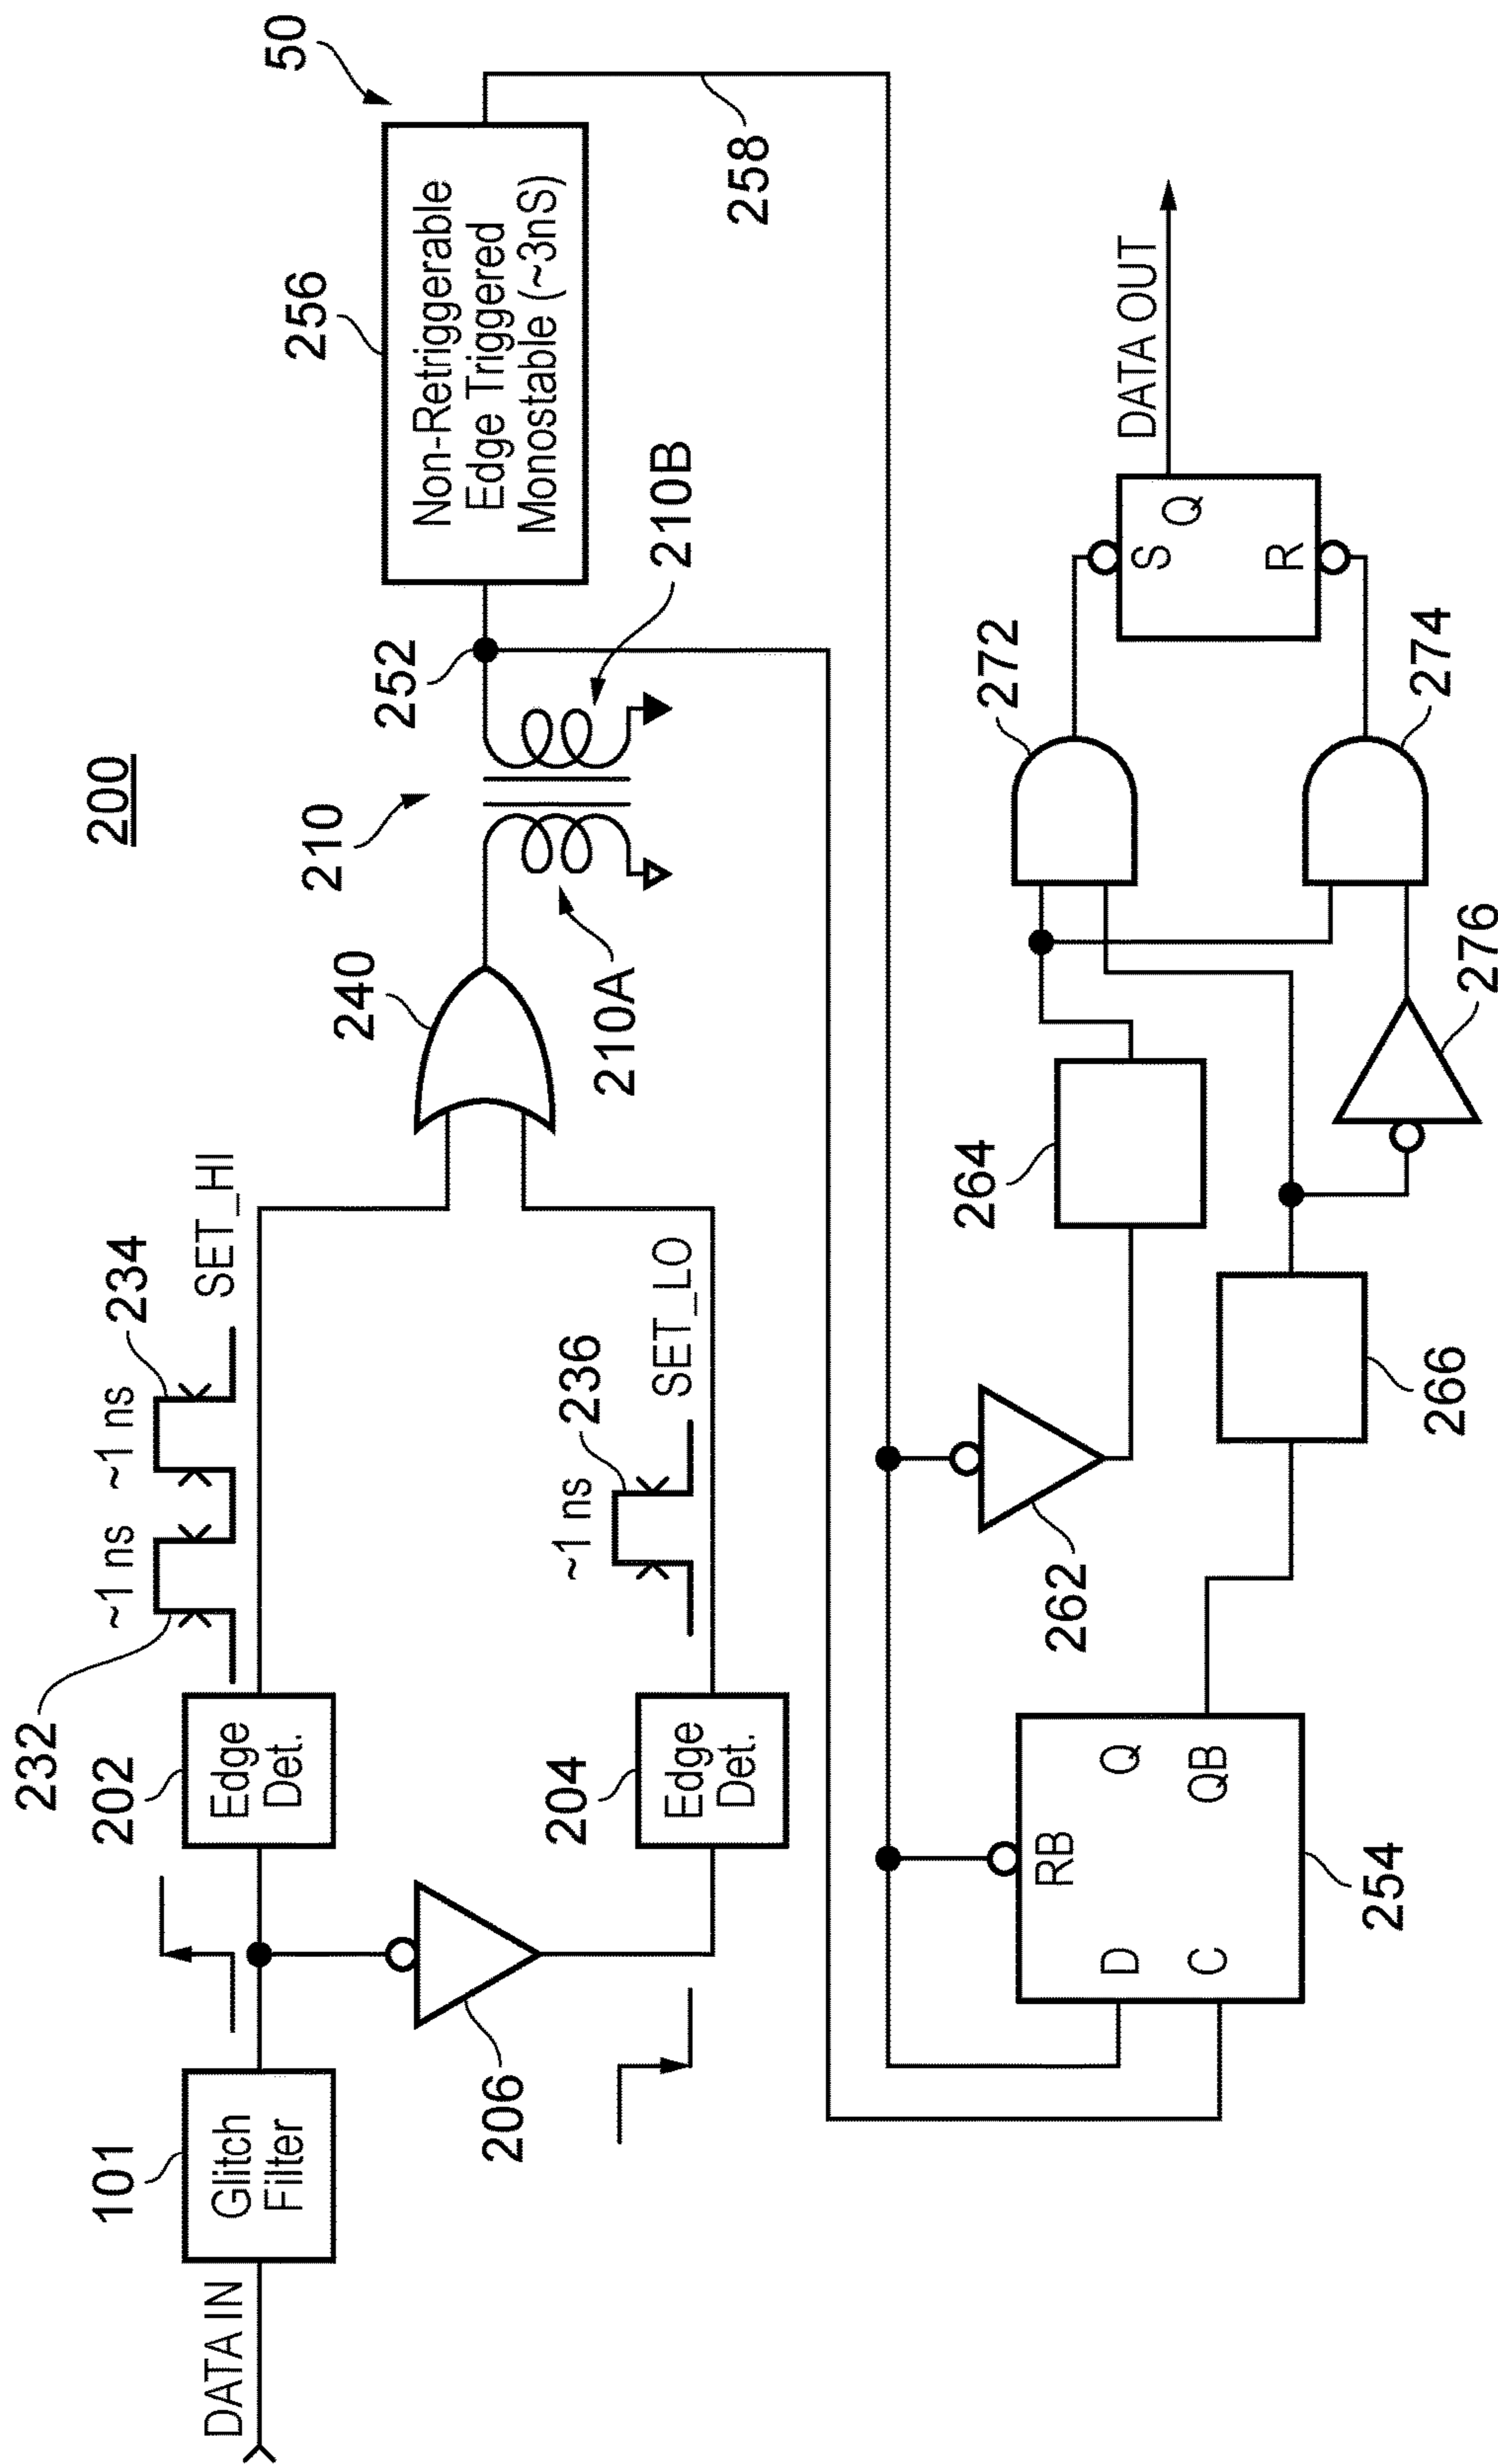 200
50
DATA IN
101
Glitch
Filter
202
Edge
Det.
232
~1 ns
~1 ns
234
SET_HI
206
204
Edge
Det.
~1 ns
236
SET_LO
240
210
210A
210B
252
256
Non-Retriggerable
Edge Triggered
Monostable (~3nS)
258
RB
D
Q
C
QB
254
262
264
266
276
272
274
S
Q
R
DATA OUT